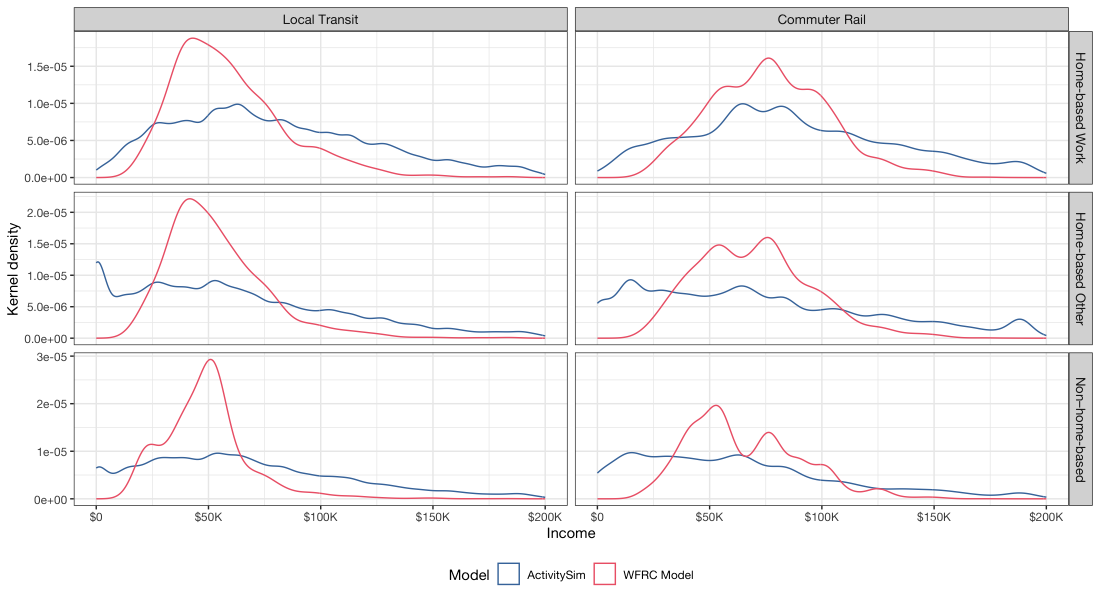 Local Transit
Commuter Rail
Kernel density
1.5e-05
1.0e-05
5.0e-06
0.0e+00
Home-based Work
2.0e-05
1.5e-05
1.0e-05
5.0e-06
0.0e+00
Home-based Other
3e-05
2e-05
1e-05
0e+00
Non-home-based
$0 $50K $100K $150K $200K
$0 $50K $100K $150K $200K
Income
Model ActivitySim WFRC Model